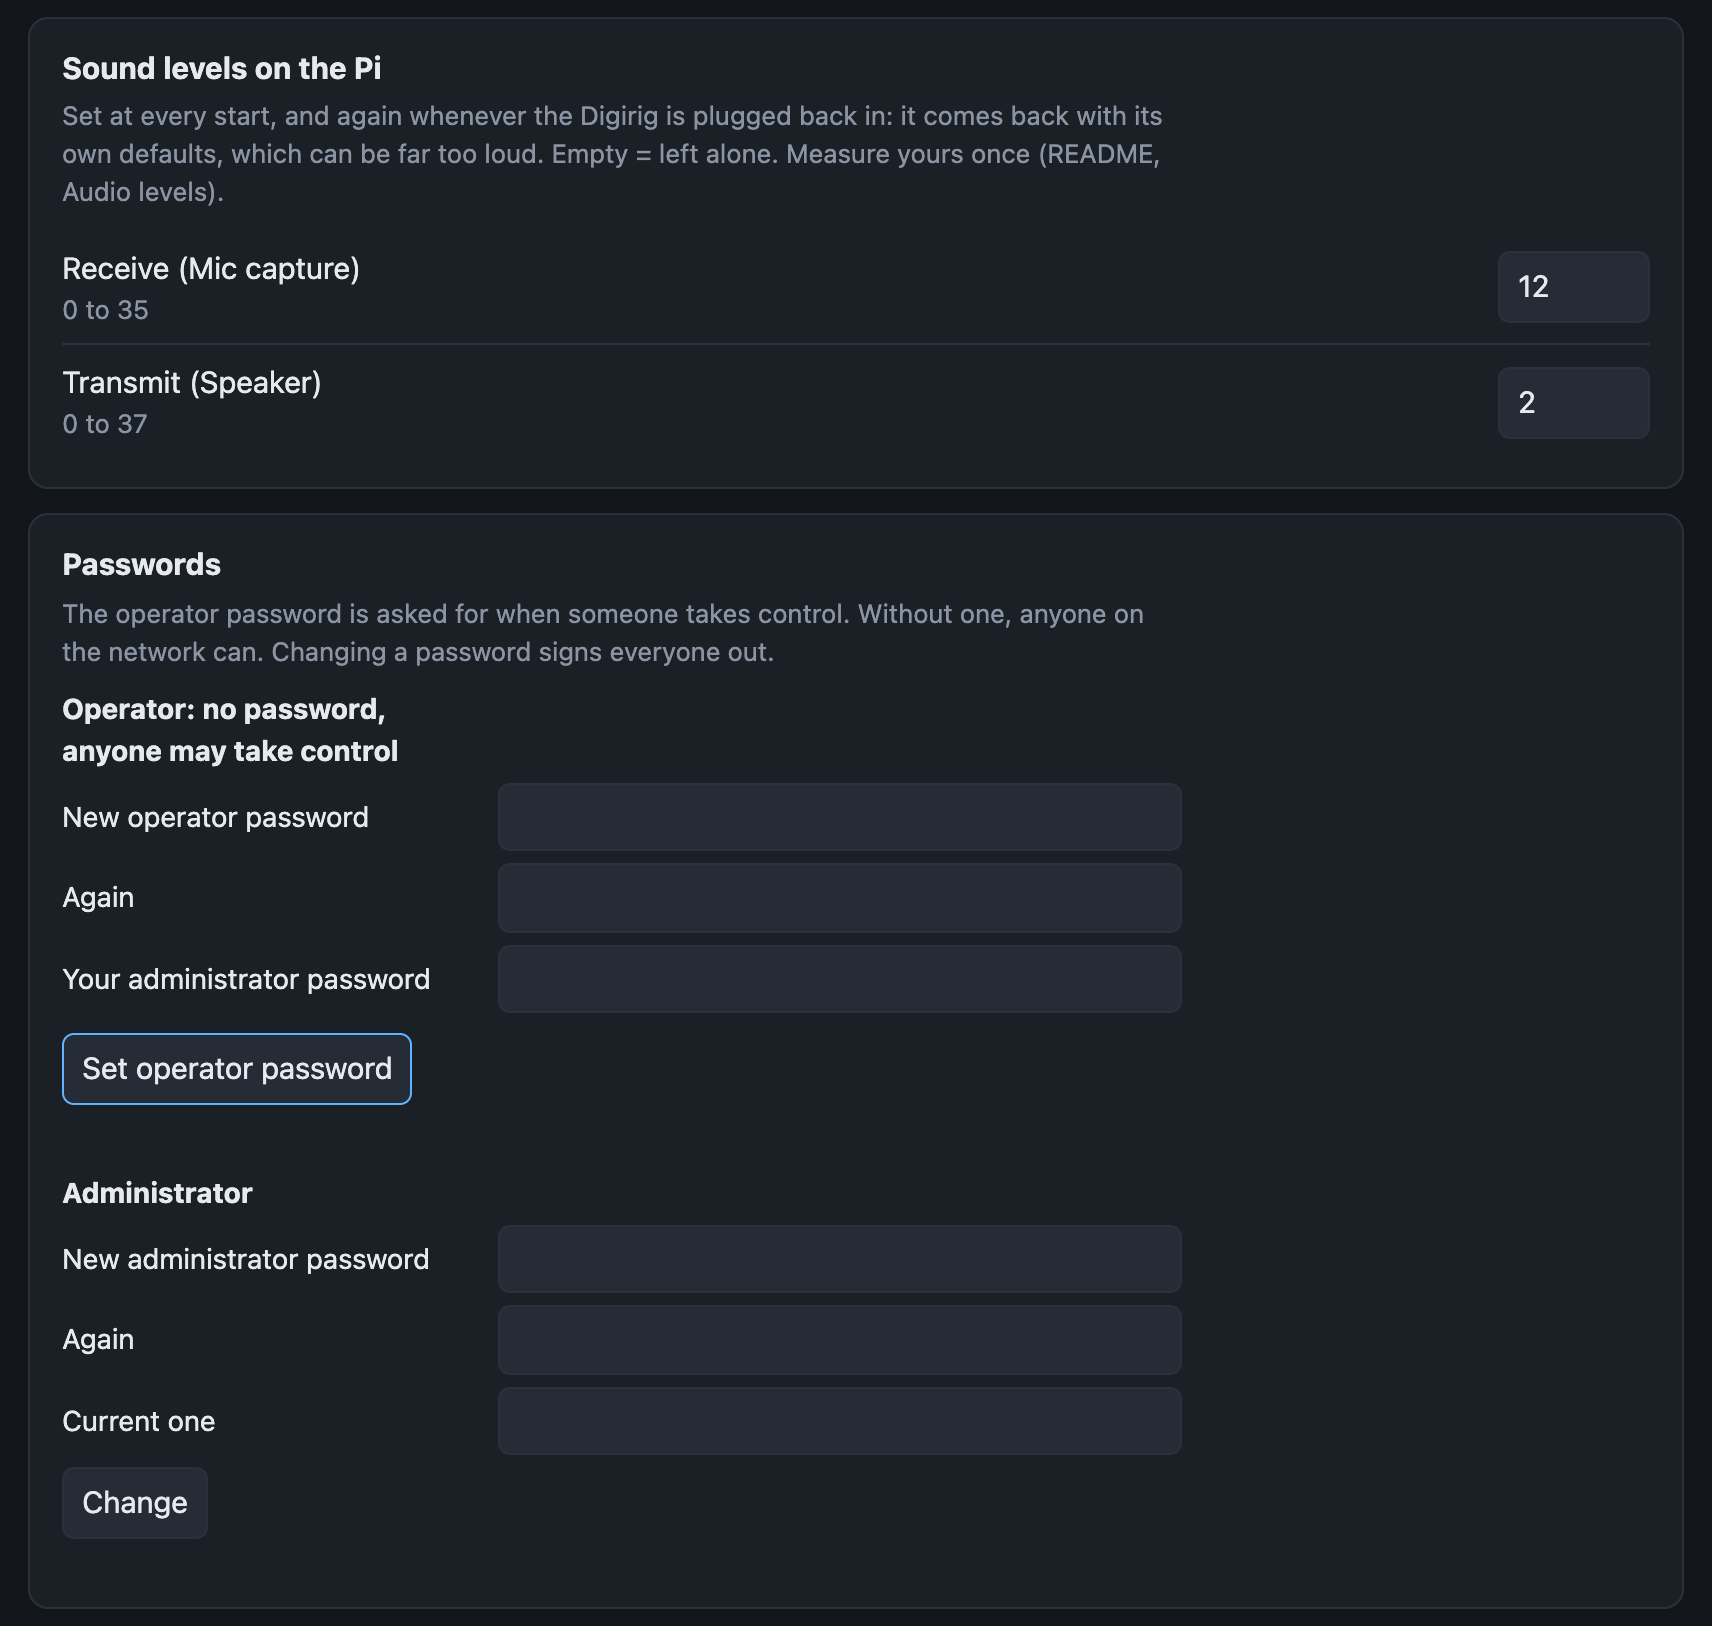 Sound levels on the Pi
Set at every start, and again whenever the Digirig is plugged back in: it comes back with its
own defaults, which can be far too loud. Empty = left alone. Measure yours once (README,
Audio levels).
Receive (Mic capture)
0 to 35
12
Transmit (Speaker)
0 to 37
2
Passwords
The operator password is asked for when someone takes control. Without one, anyone on
the network can. Changing a password signs everyone out.
Operator: no password,
anyone may take control
New operator password
Again
Your administrator password
Set operator password
Administrator
New administrator password
Again
Current one
Change